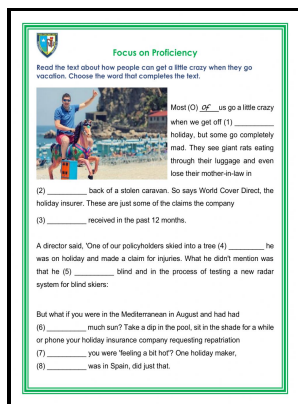 Focus on Proficiency
Read the text about how people can get a little crazy when they go
vacation. Choose the word that completes the text.
Most (O) _of_ us go a little crazy
when we get off (1) __________
holiday, but some go completely
mad. They see giant rats eating
through their luggage and even
lose their mother-in-law in
(2) __________ back of a stolen caravan. So says World Cover Direct, the
holiday insurer. These are just some of the claims the company
(3) __________ received in the past 12 months.
A director said, 'One of our policyholders skied into a tree (4) ________ he
was on holiday and made a claim for injuries. What he didn't mention was
that he (5) _________ blind and in the process of testing a new radar
system for blind skiers:
But what if you were in the Mediterranean in August and had had
(6) __________ much sun? Take a dip in the pool, sit in the shade for a while
or phone your holiday insurance company requesting repatriation
(7) __________ you were 'feeling a bit hot'? One holiday maker,
(8) __________ was in Spain, did just that.